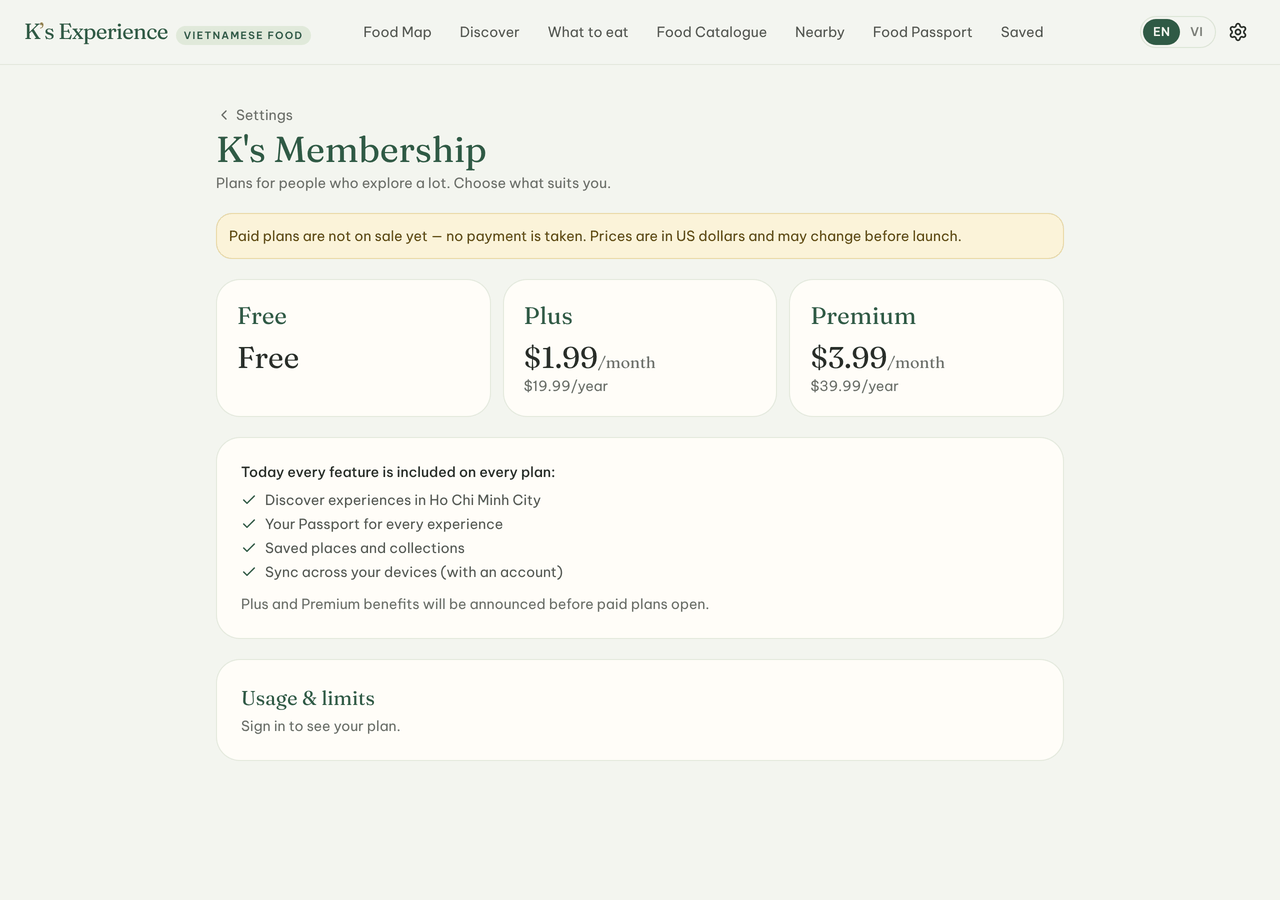 K's Experience VIETNAMESE FOOD Food Map Discover What to eat Food Catalogue Nearby Food Passport Saved EN VI
Settings
K's Membership
Plans for people who explore a lot. Choose what suits you.
Paid plans are not on sale yet — no payment is taken. Prices are in US dollars and may change before launch.
Free
Free
Plus
$1.99/month
$19.99/year
Premium
$3.99/month
$39.99/year
Today every feature is included on every plan:
Discover experiences in Ho Chi Minh City
Your Passport for every experience
Saved places and collections
Sync across your devices (with an account)
Plus and Premium benefits will be announced before paid plans open.
Usage & limits
Sign in to see your plan.